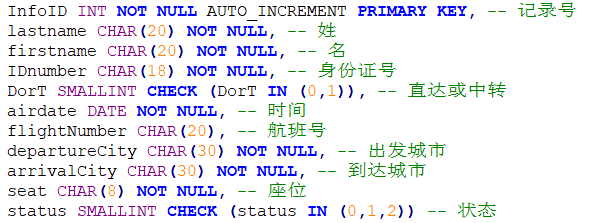 InfoID INT NOT NULL AUTO_INCREMENT PRIMARY KEY, -- 记录号
lastname CHAR(20) NOT NULL, -- 姓
firstname CHAR(20) NOT NULL, -- 名
IDnumber CHAR(18) NOT NULL, -- 身份证号
DorT SMALLINT CHECK (DorT IN (0,1)), -- 直达或中转
airdate DATE NOT NULL, -- 时间
flightNumber CHAR(20), -- 航班号
departureCity CHAR(30) NOT NULL, -- 出发城市
arrivalCity CHAR(30) NOT NULL, -- 到达城市
seat CHAR(8) NOT NULL, -- 座位
status SMALLINT CHECK (status IN (0,1,2)) -- 状态